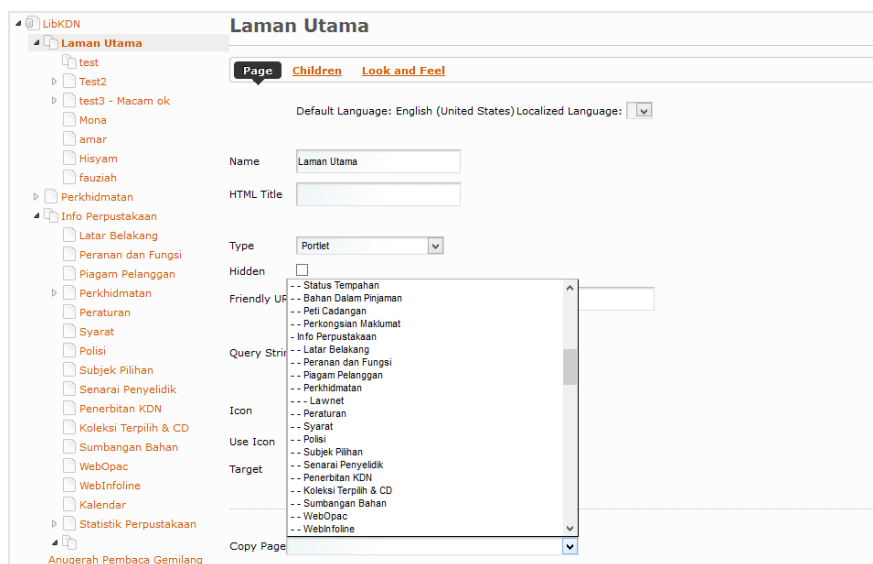 LibKDN
Laman Utama
test
Test2
test3 - Macam ok
Mona
amar
Hisyam
fauziah
Perkhidmatan
Info Perpustakaan
Latar Belakang
Peranan dan Fungsi
Piagam Pelanggan
Perkhidmatan
Peraturan
Syarat
Polisi
Subjek Pilihan
Senarai Penyelidik
Penerbitan KDN
Koleksi Terpilih & CD
Sumbangan Bahan
WebOpac
WebInfoline
Kalendar
Statistik Perpustakaan
Anugerah Pembaca Gemilang
Laman Utama
Page Children Look and Feel
Default Language: English (United States) Localized Language:
Name Laman Utama
HTML Title
Type Portlet
Hidden
Friendly UR
Query Strin
Icon
Use Icon
Target
Copy Page
- - Status Tempahan
- - Bahan Dalam Pinjaman
- - Peti Cadangan
- - Perkongsian Maklumat
- Info Perpustakaan
- - Latar Belakang
- - Peranan dan Fungsi
- - Piagam Pelanggan
- - Perkhidmatan
- - - Lawnet
- - Peraturan
- - Syarat
- - Polisi
- - Subjek Pilihan
- - Senarai Penyelidik
- - Penerbitan KDN
- - Koleksi Terpilih & CD
- - Sumbangan Bahan
- - WebOpac
- - WebInfoline